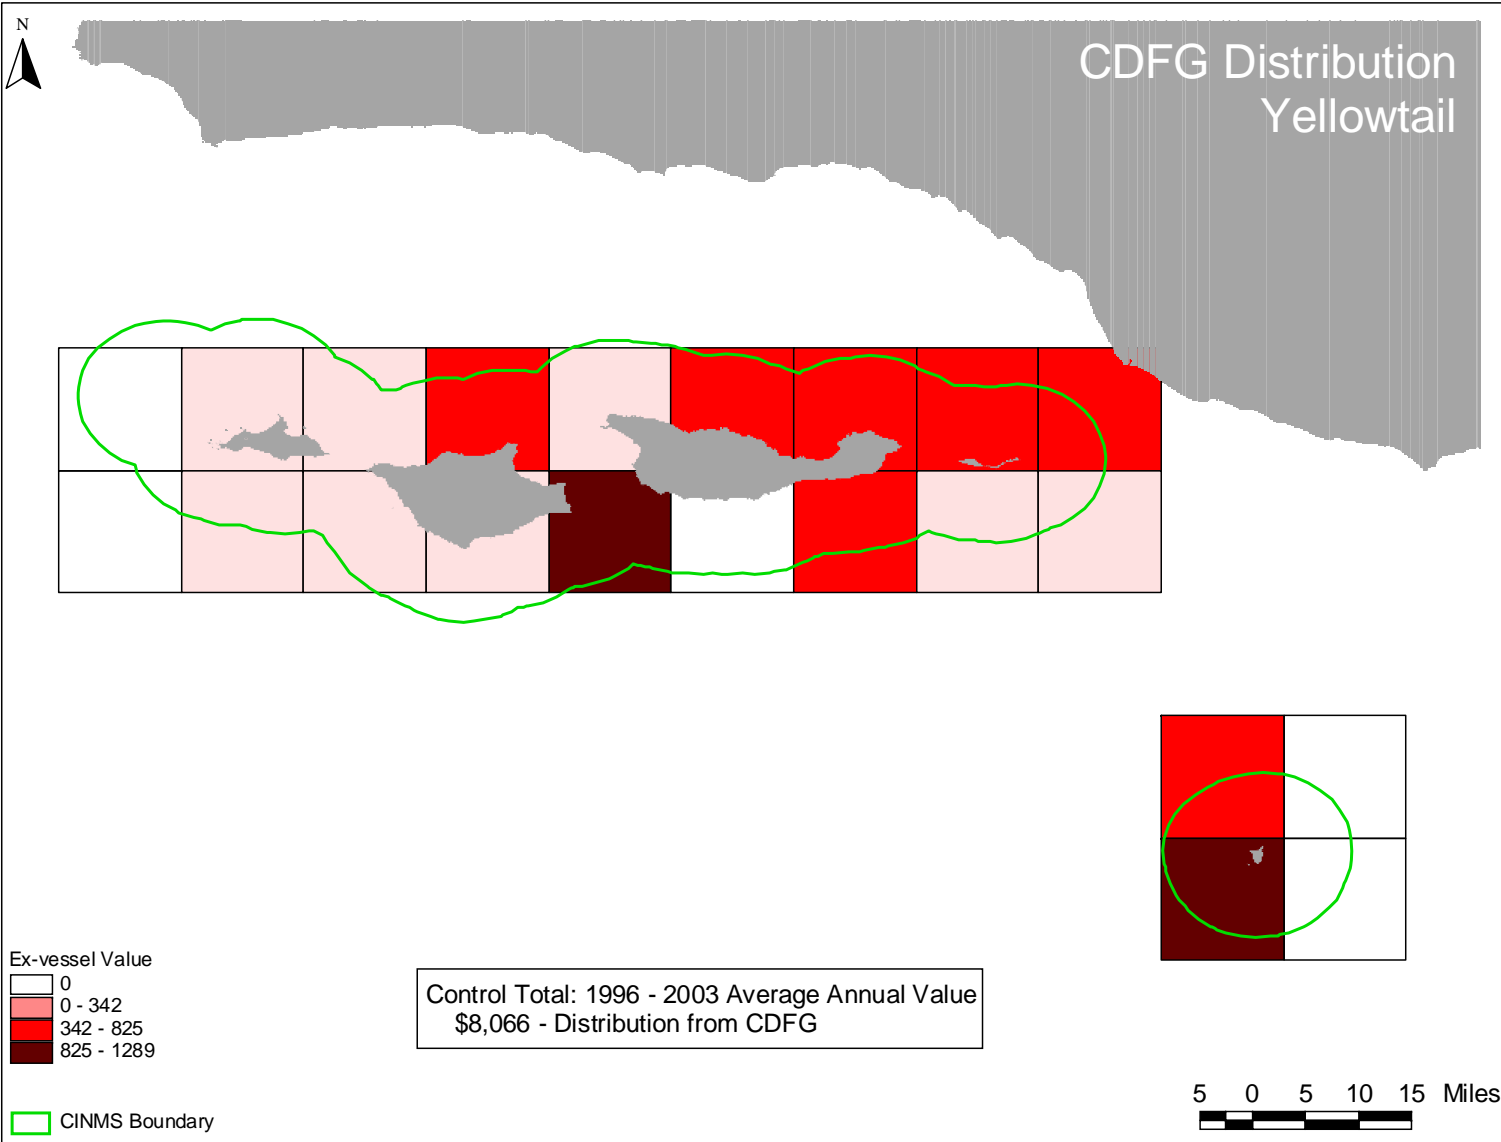 N
CDFG Distribution
Yellowtail
Ex-vessel Value
0
0 - 342
342 - 825
825 - 1289
CINMS Boundary
Control Total: 1996 - 2003 Average Annual Value
$8,066 - Distribution from CDFG
5 0 5 10 15 Miles